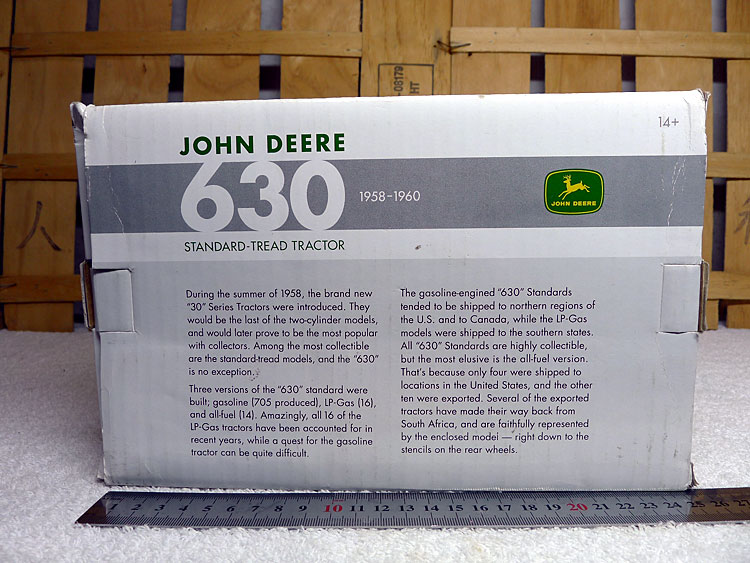 -08179
HT
14+
JOHN DEERE
630
1958–1960
JOHN DEERE
STANDARD-TREAD TRACTOR
During the summer of 1958, the brand new
"30" Series Tractors were introduced. They
would be the last of the two-cylinder models,
and would later prove to be the most popular
with collectors. Among the most collectible
are the standard-tread models, and the "630"
is no exception.
Three versions of the "630" standard were
built; gasoline (705 produced), LP-Gas (16),
and all-fuel (14). Amazingly, all 16 of the
LP-Gas tractors have been accounted for in
recent years, while a quest for the gasoline
tractor can be quite difficult.
The gasoline-engined "630" Standards
tended to be shipped to northern regions of
the U.S. and to Canada, while the LP-Gas
models were shipped to the southern states.
All "630" Standards are highly collectible,
but the most elusive is the all-fuel version.
That's because only four were shipped to
locations in the United States, and the other
ten were exported. Several of the exported
tractors have made their way back from
South Africa, and are faithfully represented
by the enclosed model — right down to the
stencils on the rear wheels.
1 2 3 4 5 6 7 8 9 10 11 12 13 14 15 16 17 18 19 20 21 22 23 24 25 26 27